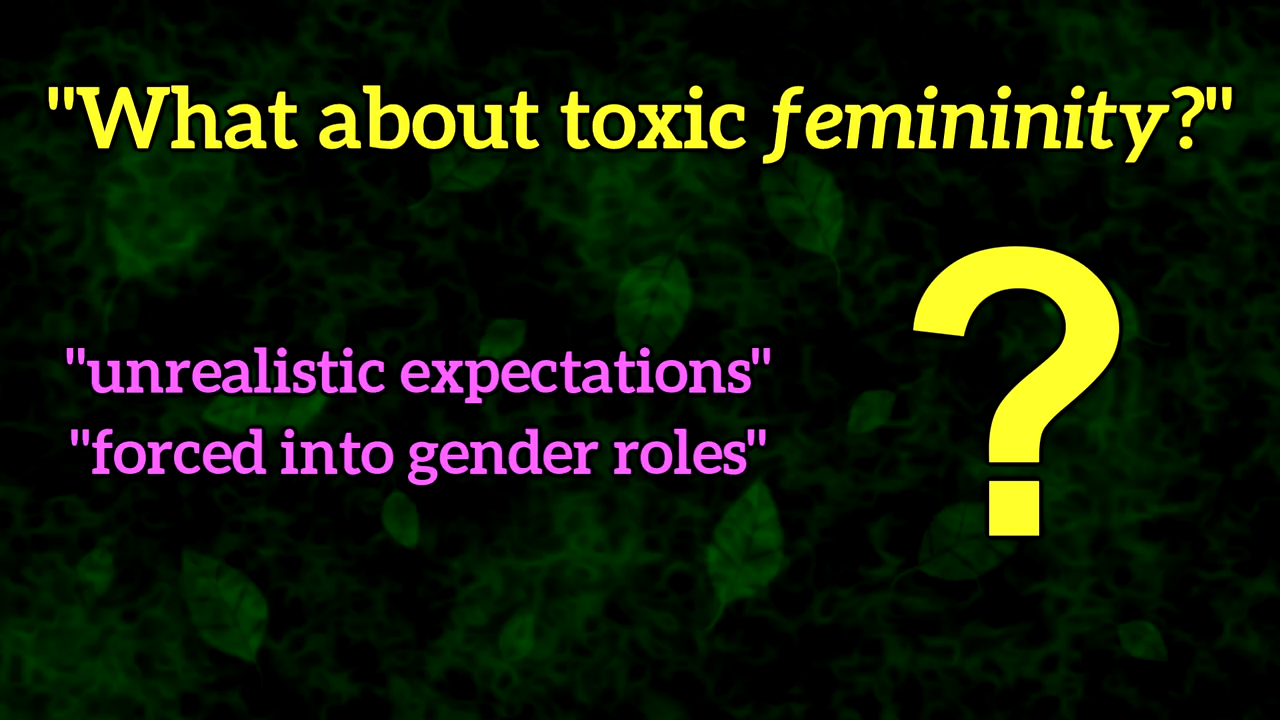 "What about toxic femininity?"
"unrealistic expectations"
"forced into gender roles"
?